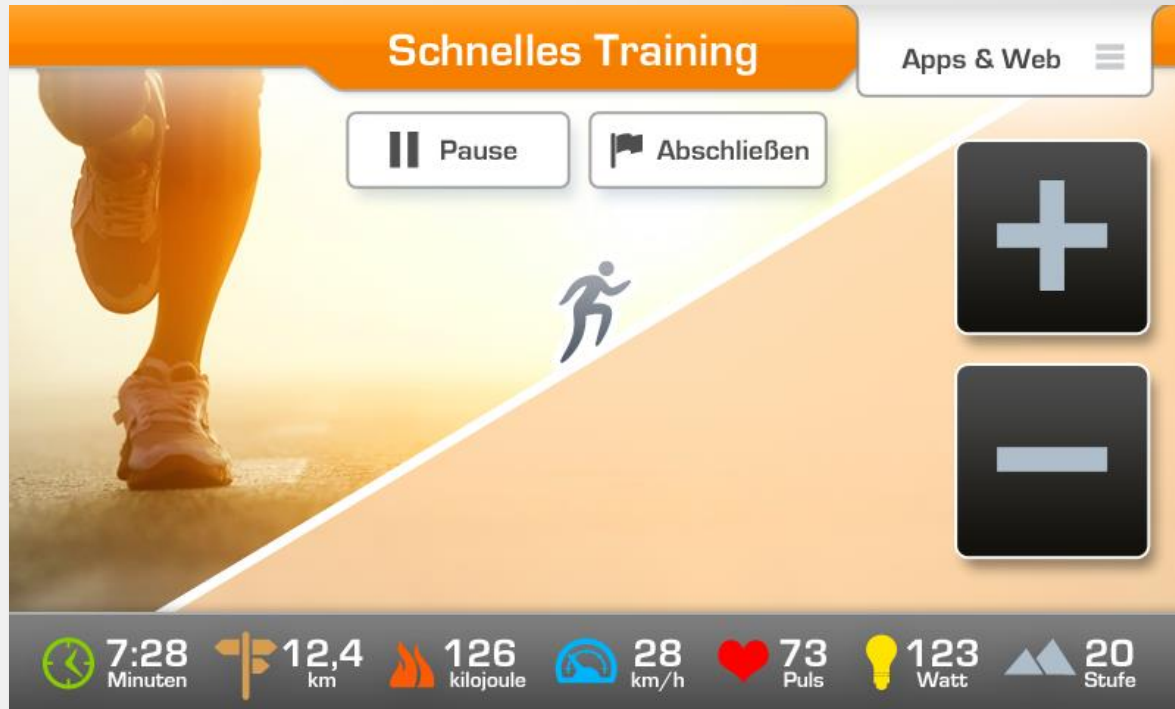 Schnelles Training
Apps & Web
Pause
Abschließen
7:28
Minuten
12,4
km
126
kilojoule
28
km/h
73
Puls
123
Watt
20
Stufe